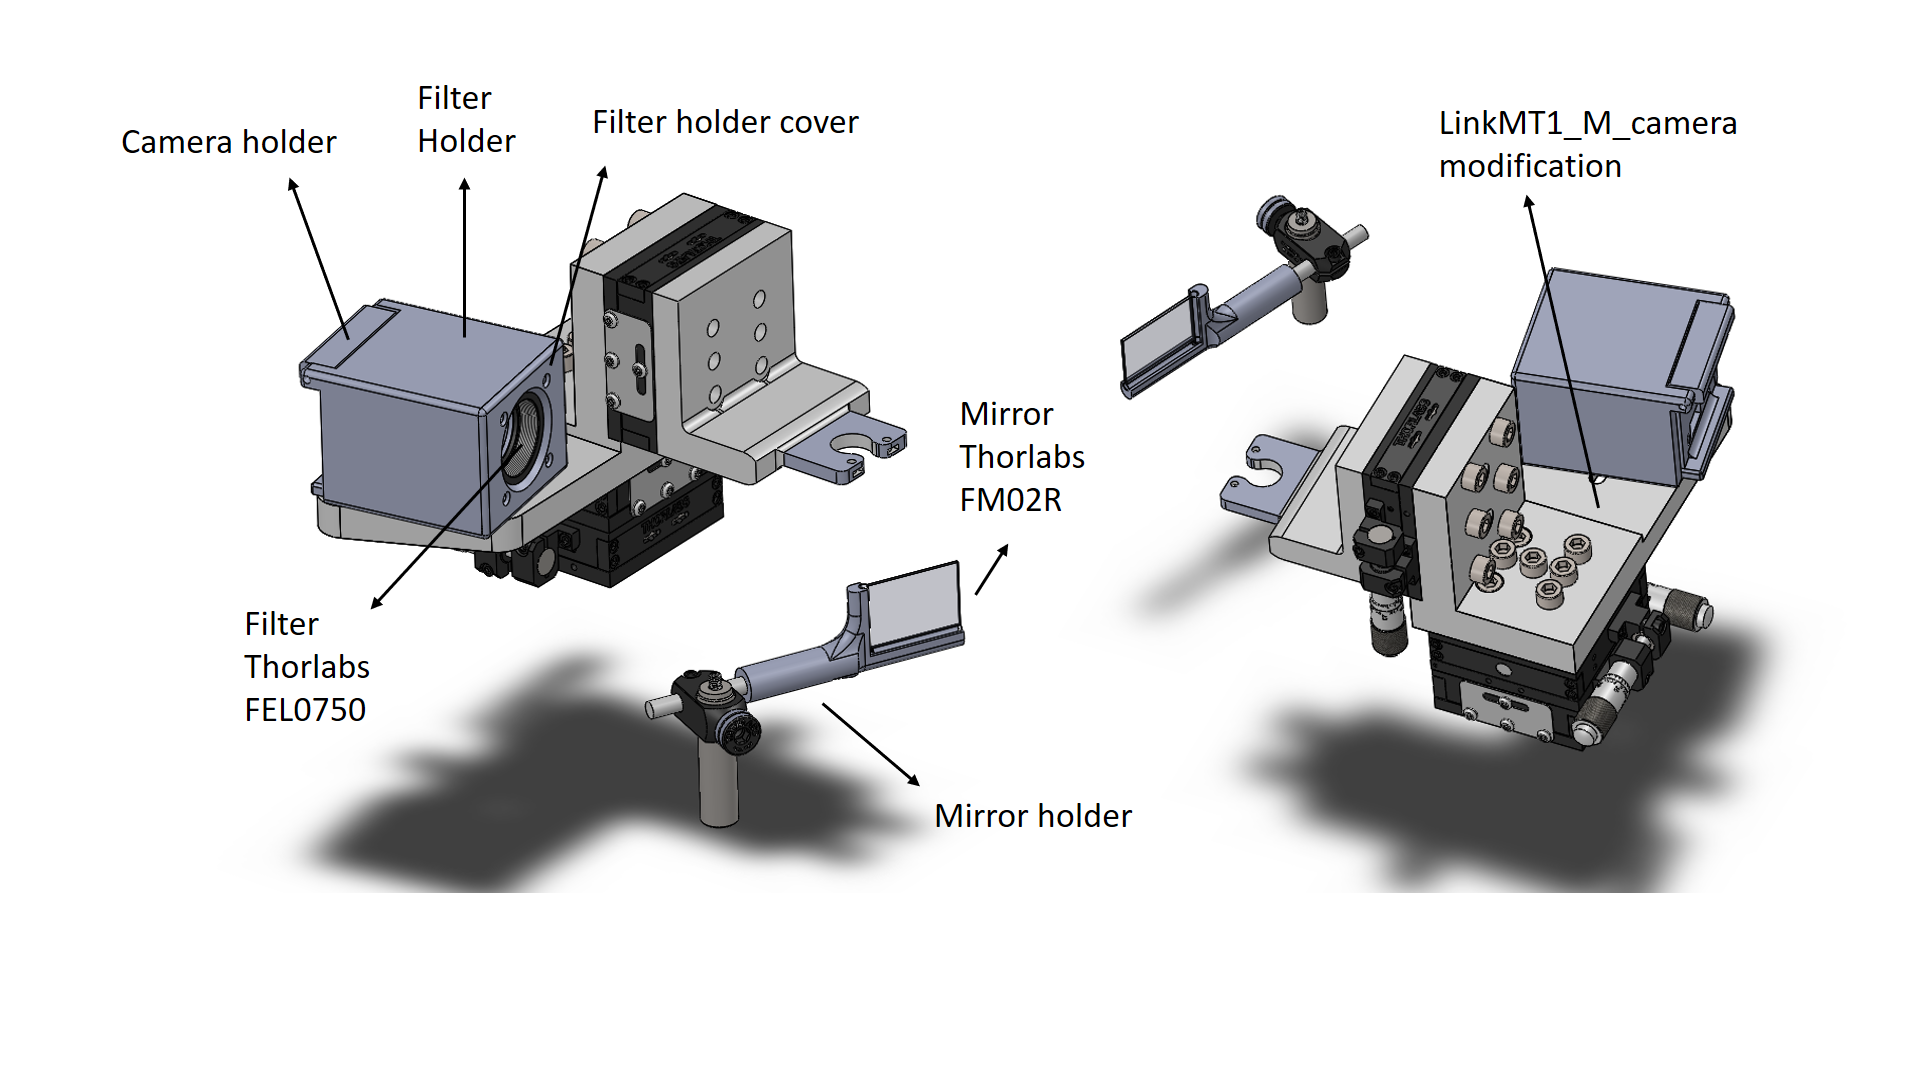 Camera holder
Filter
Holder
Filter holder cover
LinkMT1_M_camera
modification
Mirror
Thorlabs
FM02R
Filter
Thorlabs
FEL0750
Mirror holder